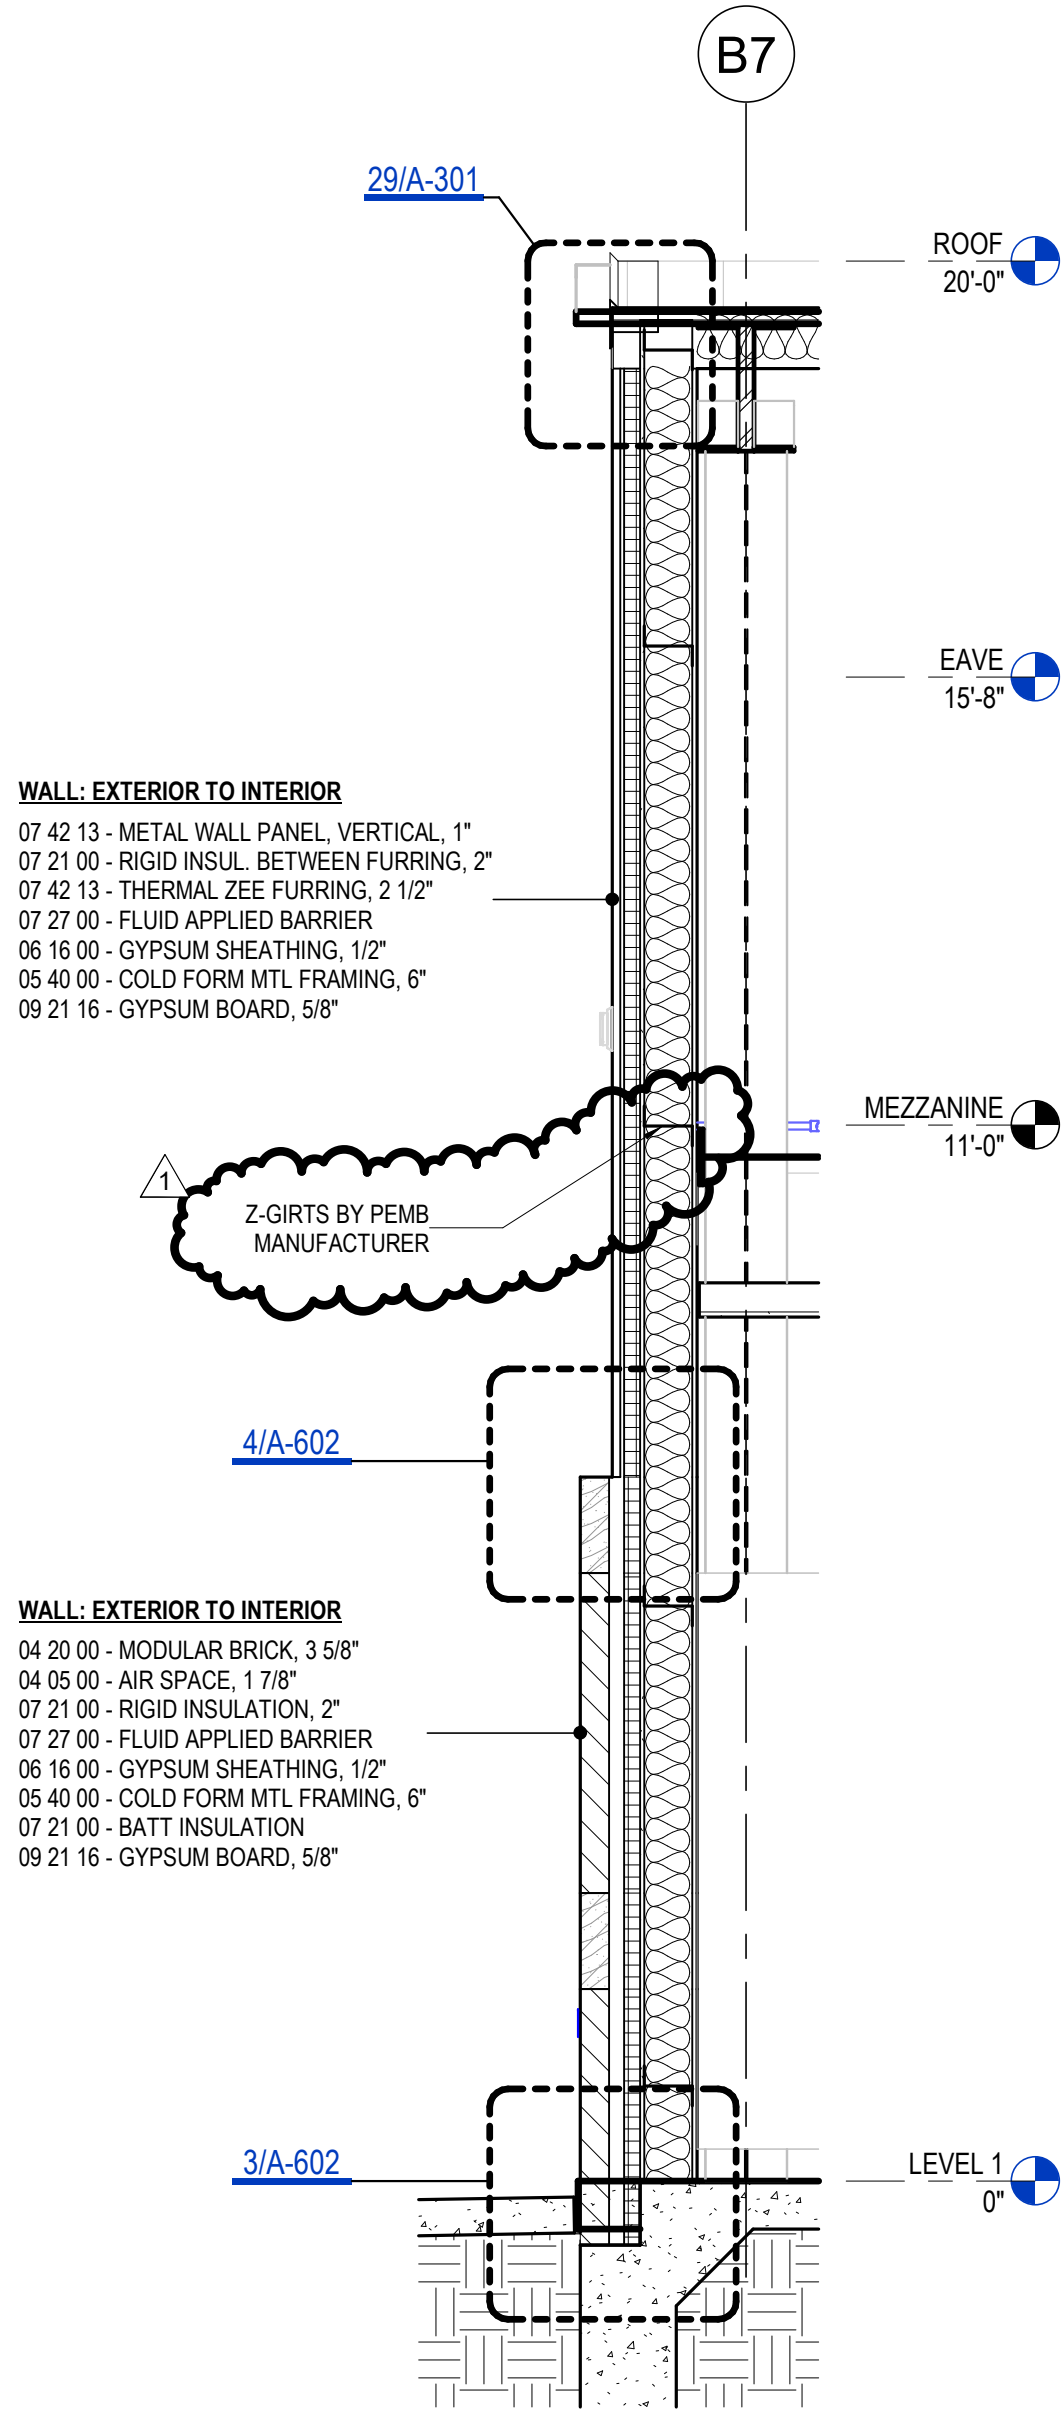 B7
29/A-301
ROOF
20'-0"
EAVE
15'-8"
WALL: EXTERIOR TO INTERIOR
07 42 13 - METAL WALL PANEL, VERTICAL, 1"
07 21 00 - RIGID INSUL. BETWEEN FURRING, 2"
07 42 13 - THERMAL ZEE FURRING, 2 1/2"
07 27 00 - FLUID APPLIED BARRIER
06 16 00 - GYPSUM SHEATHING, 1/2"
05 40 00 - COLD FORM MTL FRAMING, 6"
09 21 16 - GYPSUM BOARD, 5/8"
MEZZANINE
11'-0"
1
Z-GIRTS BY PEMB
MANUFACTURER
4/A-602
WALL: EXTERIOR TO INTERIOR
04 20 00 - MODULAR BRICK, 3 5/8"
04 05 00 - AIR SPACE, 1 7/8"
07 21 00 - RIGID INSULATION, 2"
07 27 00 - FLUID APPLIED BARRIER
06 16 00 - GYPSUM SHEATHING, 1/2"
05 40 00 - COLD FORM MTL FRAMING, 6"
07 21 00 - BATT INSULATION
09 21 16 - GYPSUM BOARD, 5/8"
3/A-602
LEVEL 1
0"